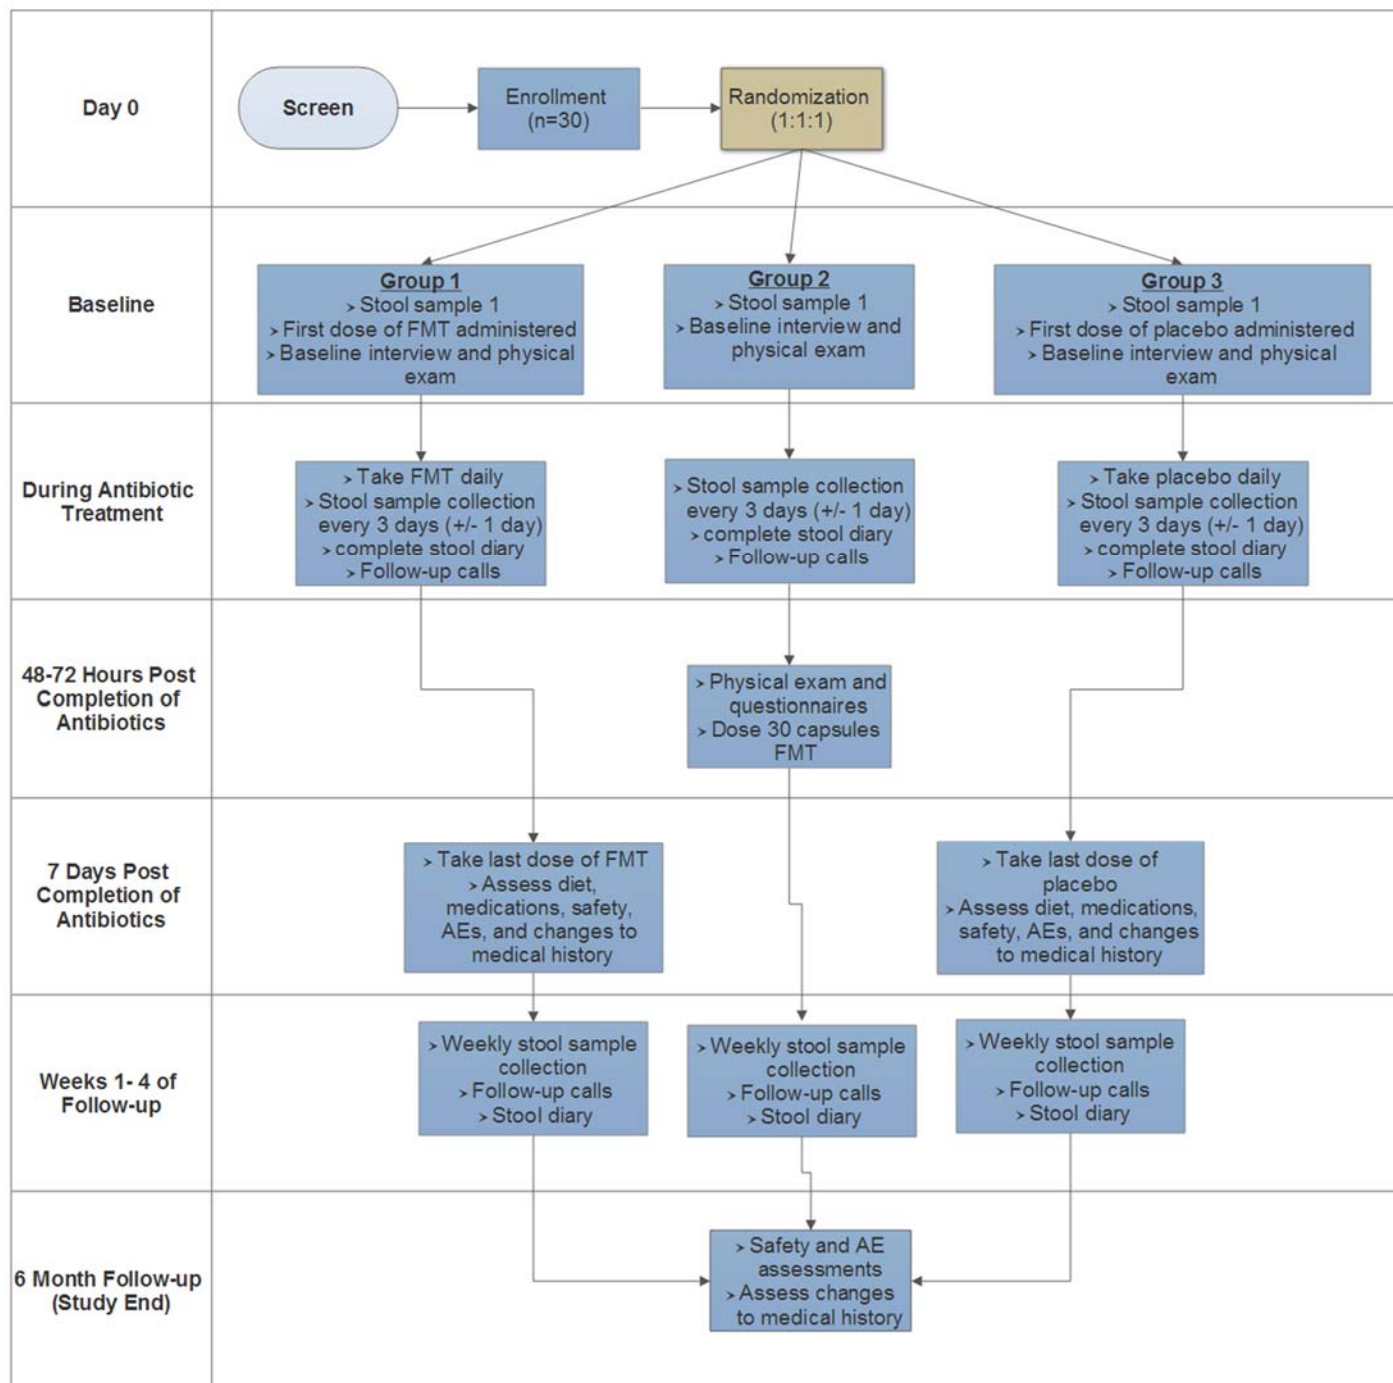 Day 0
Screen
Enrollment
(n=30)
Randomization
(1:1:1)
Baseline
Group 1
➤ Stool sample 1
➤ First dose of FMT administered
➤ Baseline interview and physical
exam
Group 2
➤ Stool sample 1
➤ Baseline interview and
physical exam
Group 3
➤ Stool sample 1
➤ First dose of placebo administered
➤ Baseline interview and physical
exam
During Antibiotic
Treatment
➤ Take FMT daily
➤ Stool sample collection
every 3 days (+/- 1 day)
➤ complete stool diary
➤ Follow-up calls
➤ Stool sample collection
every 3 days (+/- 1 day)
➤ complete stool diary
➤ Follow-up calls
➤ Take placebo daily
➤ Stool sample collection
every 3 days (+/- 1 day)
➤ complete stool diary
➤ Follow-up calls
48-72 Hours Post
Completion of
Antibiotics
➤ Physical exam and
questionnaires
➤ Dose 30 capsules
FMT
7 Days Post
Completion of
Antibiotics
➤ Take last dose of FMT
➤ Assess diet,
medications, safety,
AEs, and changes to
medical history
➤ Take last dose of
placebo
➤ Assess diet, medications,
safety, AEs, and changes
to medical history
Weeks 1- 4 of
Follow-up
➤ Weekly stool sample
collection
➤ Follow-up calls
➤ Stool diary
➤ Weekly stool sample
collection
➤ Follow-up calls
➤ Stool diary
➤ Weekly stool sample
collection
➤ Follow-up calls
➤ Stool diary
6 Month Follow-up
(Study End)
➤ Safety and AE
assessments
➤ Assess changes
to medical history